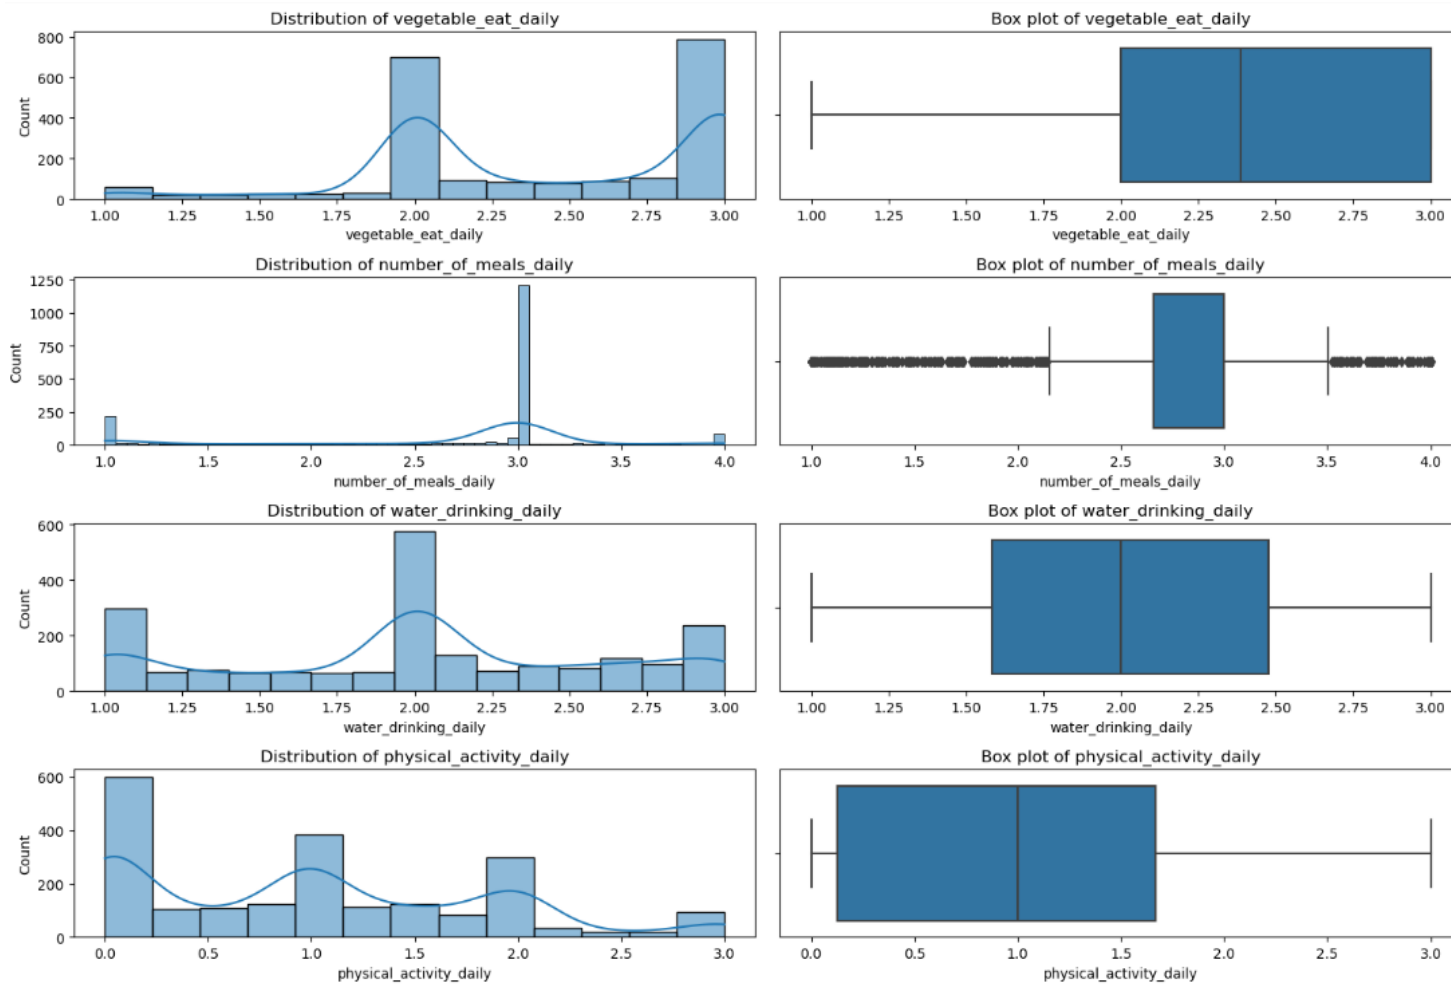 Distribution of vegetable_eat_daily
Box plot of vegetable_eat_daily
800
600
400
200
0
Count
1.00 1.25 1.50 1.75 2.00 2.25 2.50 2.75 3.00
vegetable_eat_daily
1.00 1.25 1.50 1.75 2.00 2.25 2.50 2.75 3.00
vegetable_eat_daily
Distribution of number_of_meals_daily
Box plot of number_of_meals_daily
1250
1000
750
500
250
0
Count
1.0 1.5 2.0 2.5 3.0 3.5 4.0
number_of_meals_daily
1.0 1.5 2.0 2.5 3.0 3.5 4.0
number_of_meals_daily
Distribution of water_drinking_daily
Box plot of water_drinking_daily
600
400
200
0
Count
1.00 1.25 1.50 1.75 2.00 2.25 2.50 2.75 3.00
water_drinking_daily
1.00 1.25 1.50 1.75 2.00 2.25 2.50 2.75 3.00
water_drinking_daily
Distribution of physical_activity_daily
Box plot of physical_activity_daily
600
400
200
0
Count
0.0 0.5 1.0 1.5 2.0 2.5 3.0
physical_activity_daily
0.0 0.5 1.0 1.5 2.0 2.5 3.0
physical_activity_daily